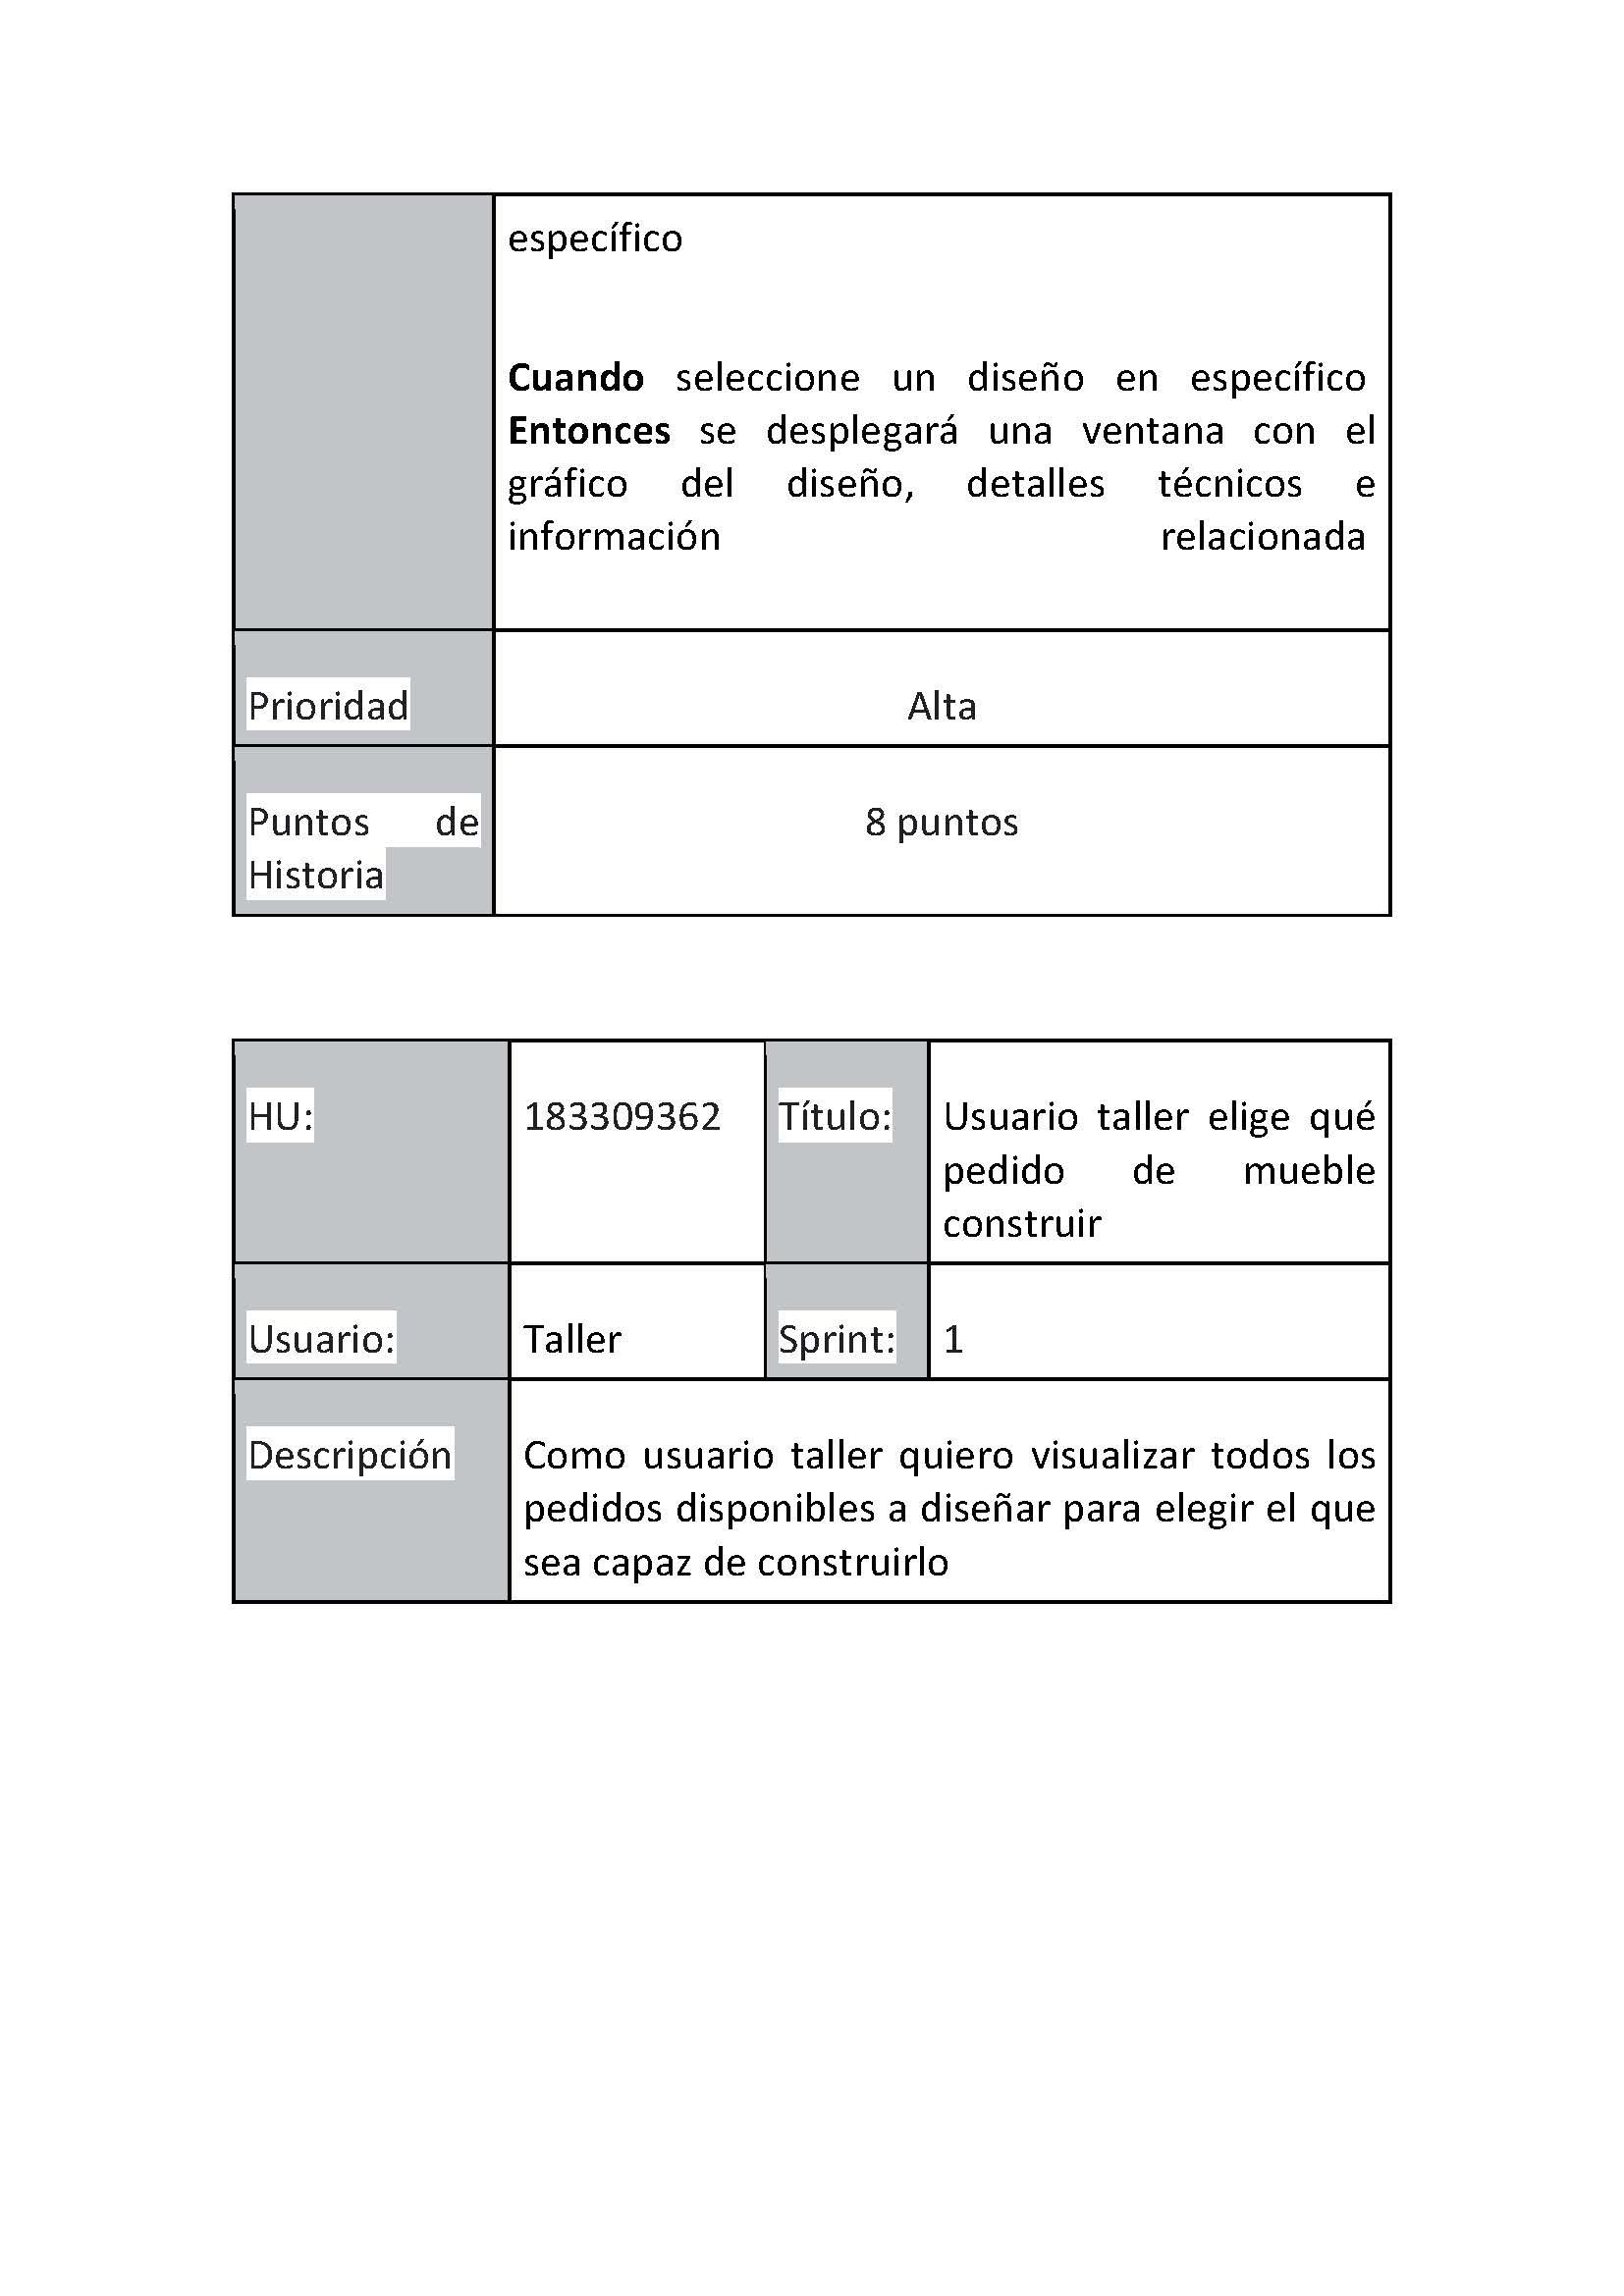 específico
Cuando seleccione un diseño en específico
Entonces se desplegará una ventana con el
gráfico del diseño, detalles técnicos e
información relacionada
Prioridad
Alta
Puntos de
Historia
8 puntos
HU:
183309362
Título:
Usuario taller elige qué
pedido de mueble
construir
Usuario:
Taller
Sprint:
1
Descripción
Como usuario taller quiero visualizar todos los
pedidos disponibles a diseñar para elegir el que
sea capaz de construirlo